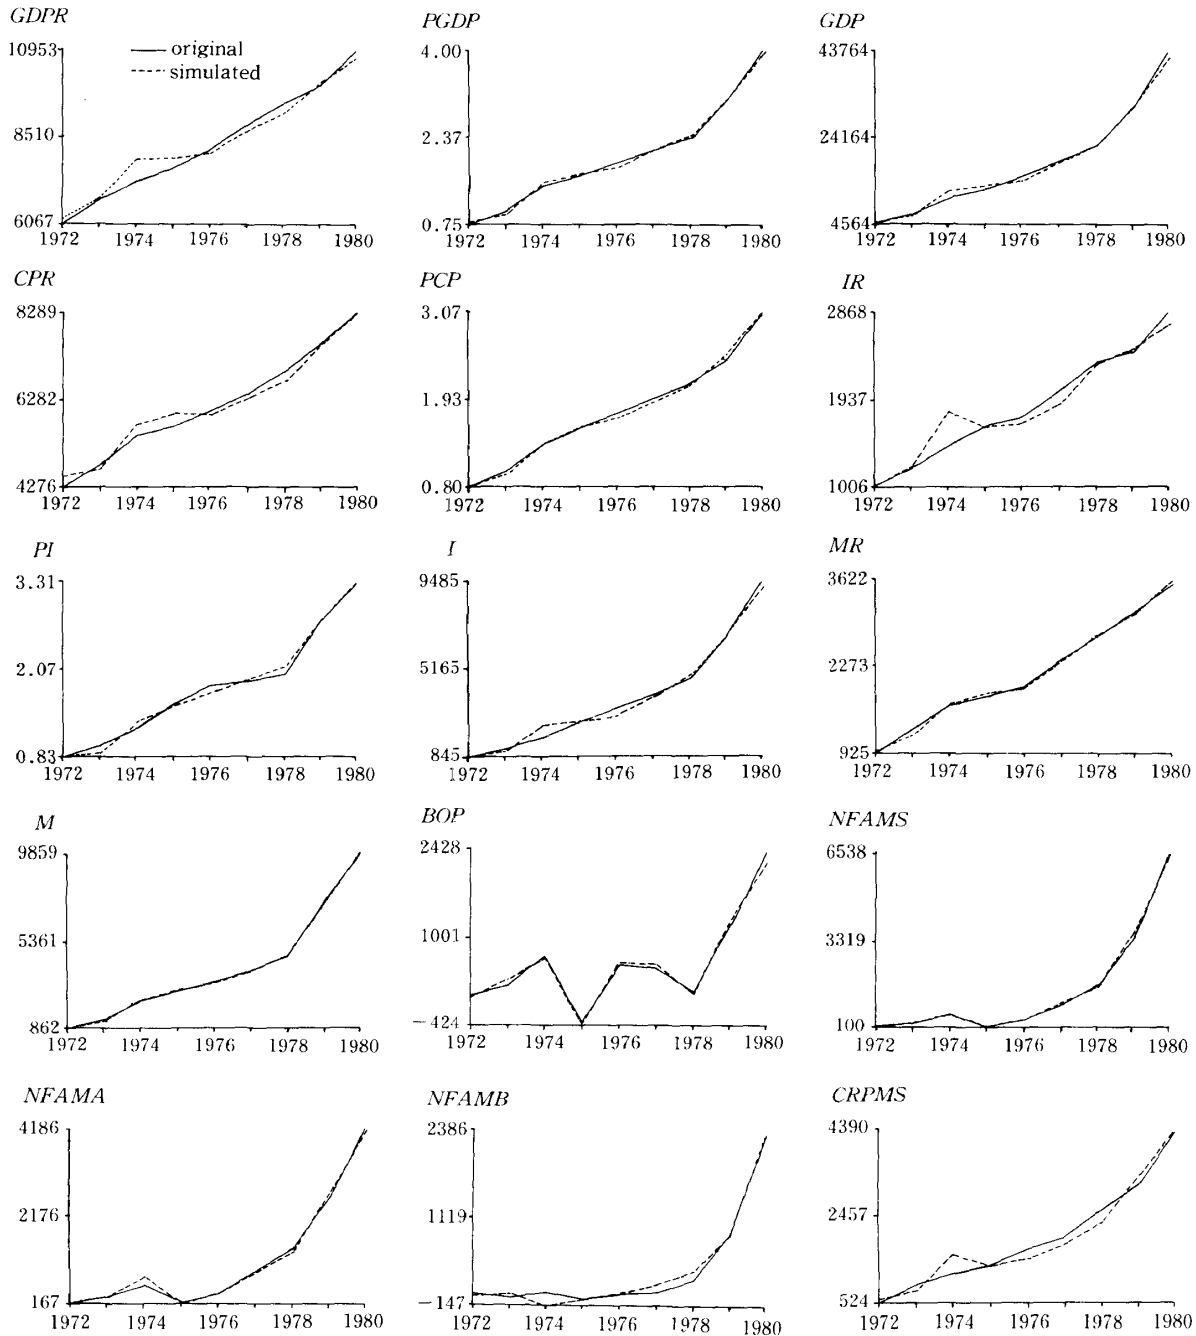 GDPR
10953
original
simulated
8510
6067
1972 1974 1976 1978 1980
PGDP
4.00
2.37
0.75
1972 1974 1976 1978 1980
GDP
43764
24164
4564
1972 1974 1976 1978 1980
CPR
8289
6282
4276
1972 1974 1976 1978 1980
PCP
3.07
1.93
0.80
1972 1974 1976 1978 1980
IR
2868
1937
1006
1972 1974 1976 1978 1980
PI
3.31
2.07
0.83
1972 1974 1976 1978 1980
I
9485
5165
845
1972 1974 1976 1978 1980
MR
3622
2273
925
1972 1974 1976 1978 1980
M
9859
5361
862
1972 1974 1976 1978 1980
BOP
2428
1001
−424
1972 1974 1976 1978 1980
NFAMS
6538
3319
100
1972 1974 1976 1978 1980
NFAMA
4186
2176
167
1972 1974 1976 1978 1980
NFAMB
2386
1119
−147
1972 1974 1976 1978 1980
CRPMS
4390
2457
524
1972 1974 1976 1978 1980